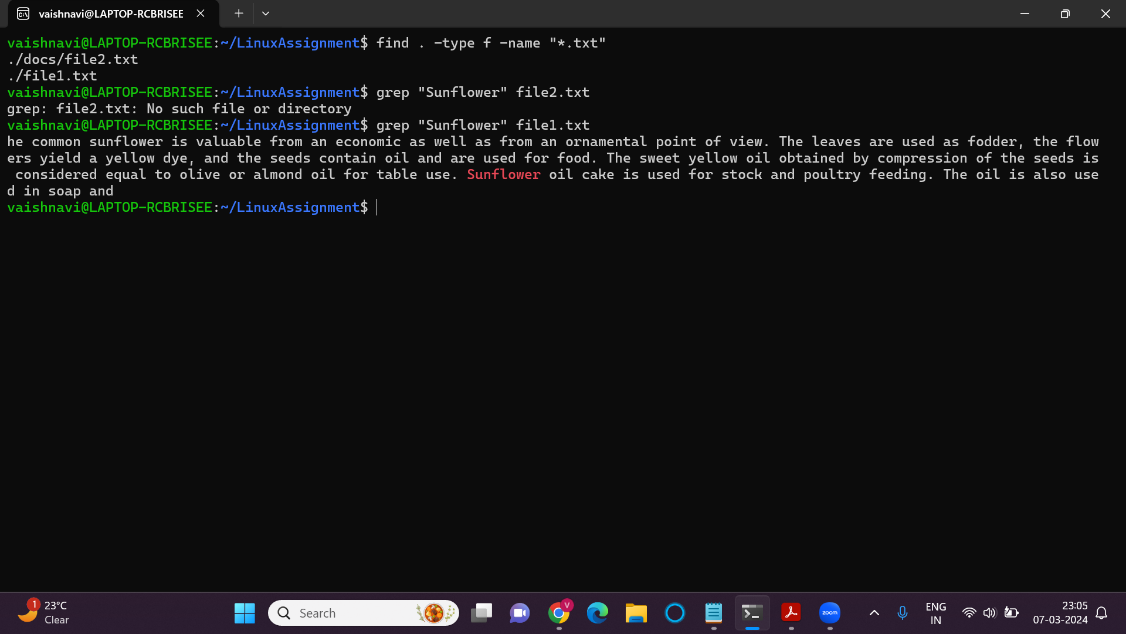 vaishnavi@LAPTOP-RCBRISEE
vaishnavi@LAPTOP-RCBRISEE:~/LinuxAssignment$ find . -type f -name "*.txt"
./docs/file2.txt
./file1.txt
vaishnavi@LAPTOP-RCBRISEE:~/LinuxAssignment$ grep "Sunflower" file2.txt
grep: file2.txt: No such file or directory
vaishnavi@LAPTOP-RCBRISEE:~/LinuxAssignment$ grep "Sunflower" file1.txt
he common sunflower is valuable from an economic as well as from an ornamental point of view. The leaves are used as fodder, the flow
ers yield a yellow dye, and the seeds contain oil and are used for food. The sweet yellow oil obtained by compression of the seeds is
 considered equal to olive or almond oil for table use. Sunflower oil cake is used for stock and poultry feeding. The oil is also use
d in soap and
vaishnavi@LAPTOP-RCBRISEE:~/LinuxAssignment$
1
23°C
Clear
Search
V
zoom
ENG
IN
23:05
07-03-2024